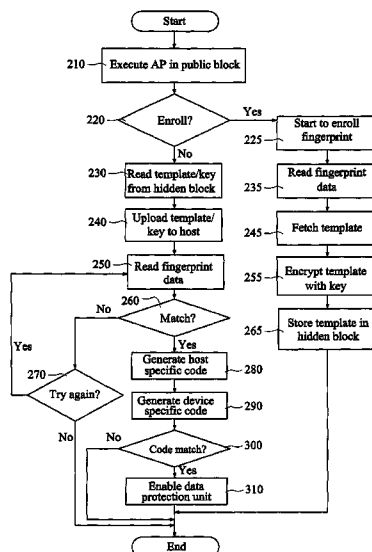 Start
210
Execute AP in public block
220
Enroll?
Yes
No
225
Start to enroll
fingerprint
230
Read template/key
from hidden block
235
Read fingerprint
data
240
Upload template/
key to host
245
Fetch template
250
Read fingerprint
data
255
Encrypt template
with key
260
Match?
No
Yes
265
Store template in
hidden block
Yes
270
Try again?
No
Generate host
specific code
280
Generate device
specific code
290
No
Code match?
300
Yes
Enable data
protection unit
310
End